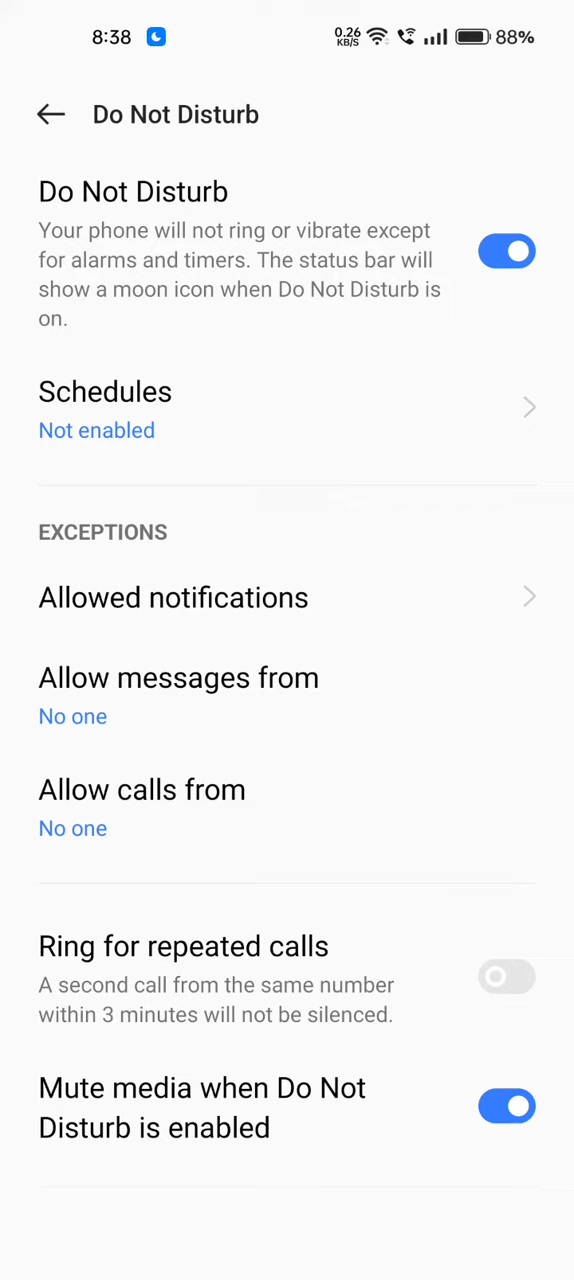 8:38 0.26 KB/S 88%
Do Not Disturb
Do Not Disturb
Your phone will not ring or vibrate except
for alarms and timers. The status bar will
show a moon icon when Do Not Disturb is
on.
Schedules
Not enabled
EXCEPTIONS
Allowed notifications
Allow messages from
No one
Allow calls from
No one
Ring for repeated calls
A second call from the same number
within 3 minutes will not be silenced.
Mute media when Do Not
Disturb is enabled